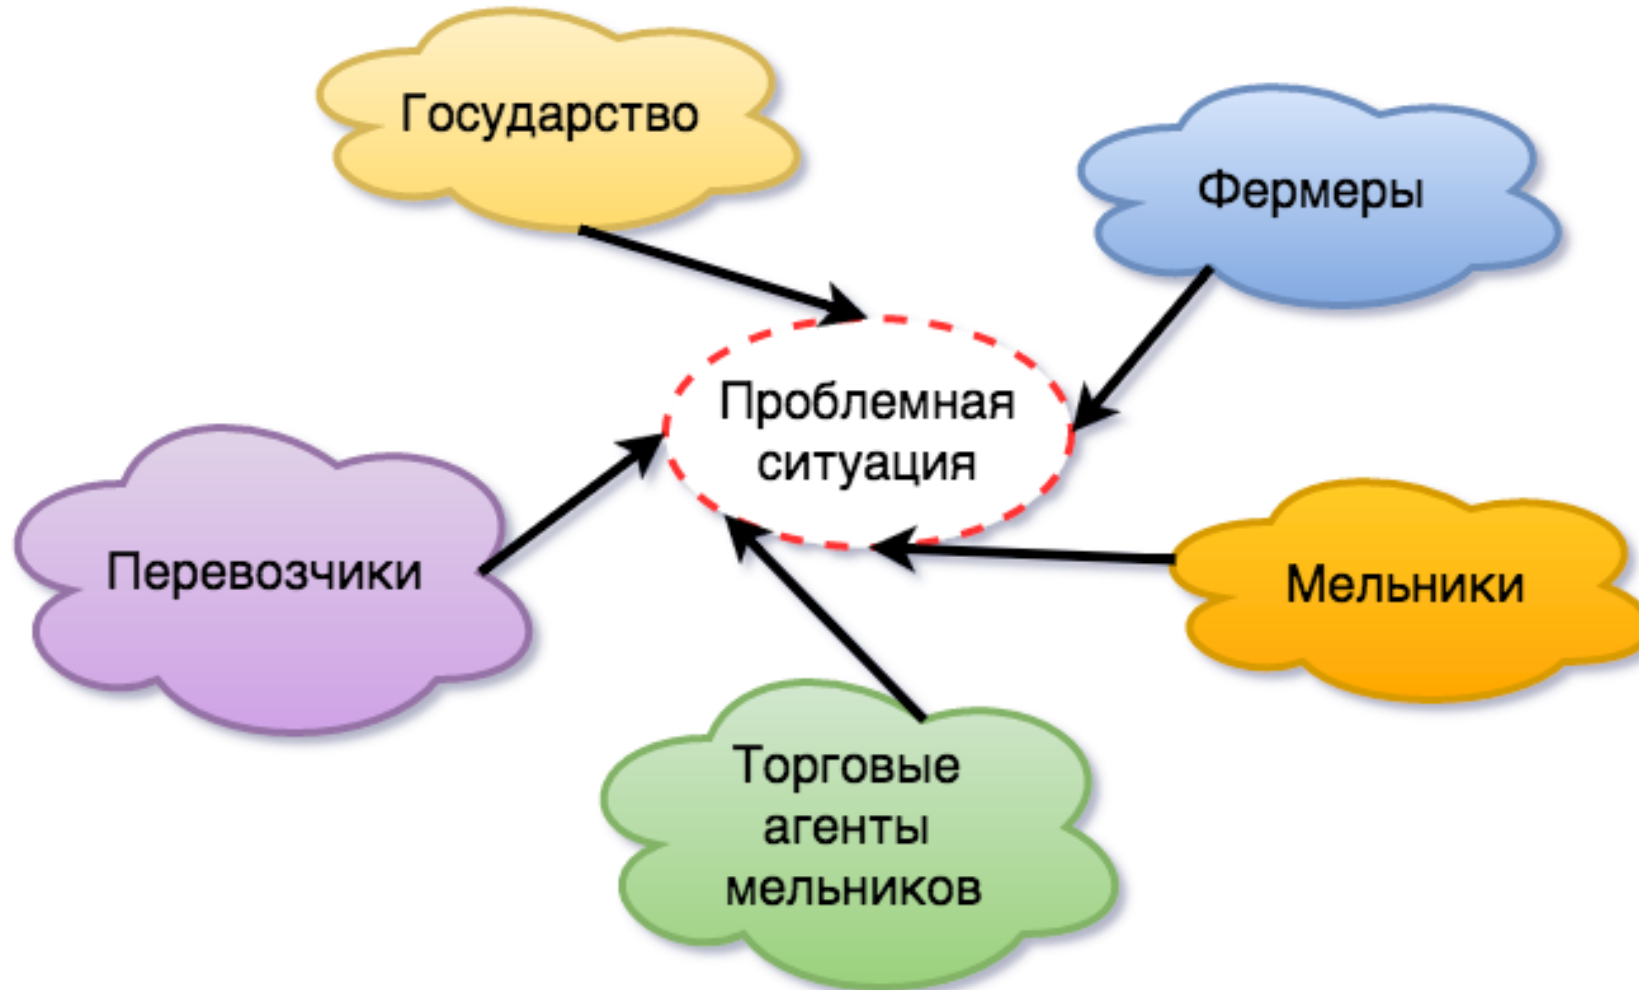 Государство
Фермеры
Проблемная
ситуация
Перевозчики
Мельники
Торговые
агенты
мельников